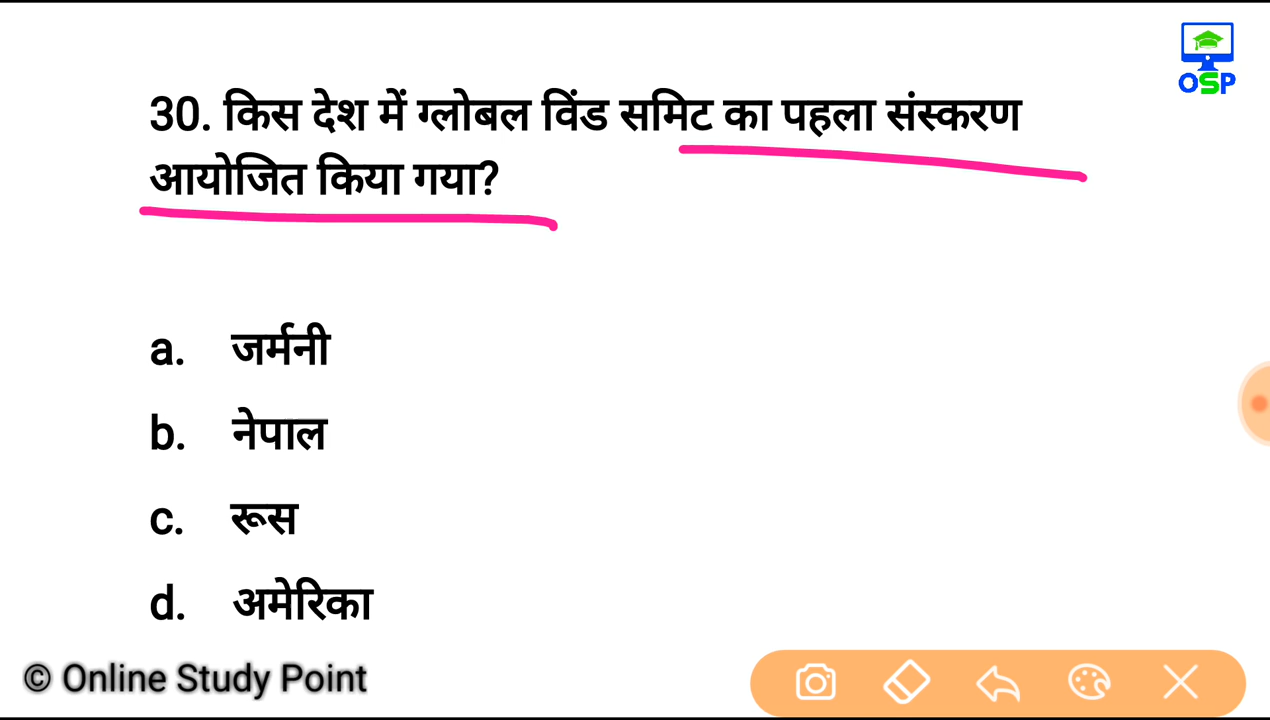 OSP
30. किस देश में ग्लोबल विंड समिट का पहला संस्करण
आयोजित किया गया?
a. जर्मनी
b. नेपाल
c. रूस
d. अमेरिका
© Online Study Point